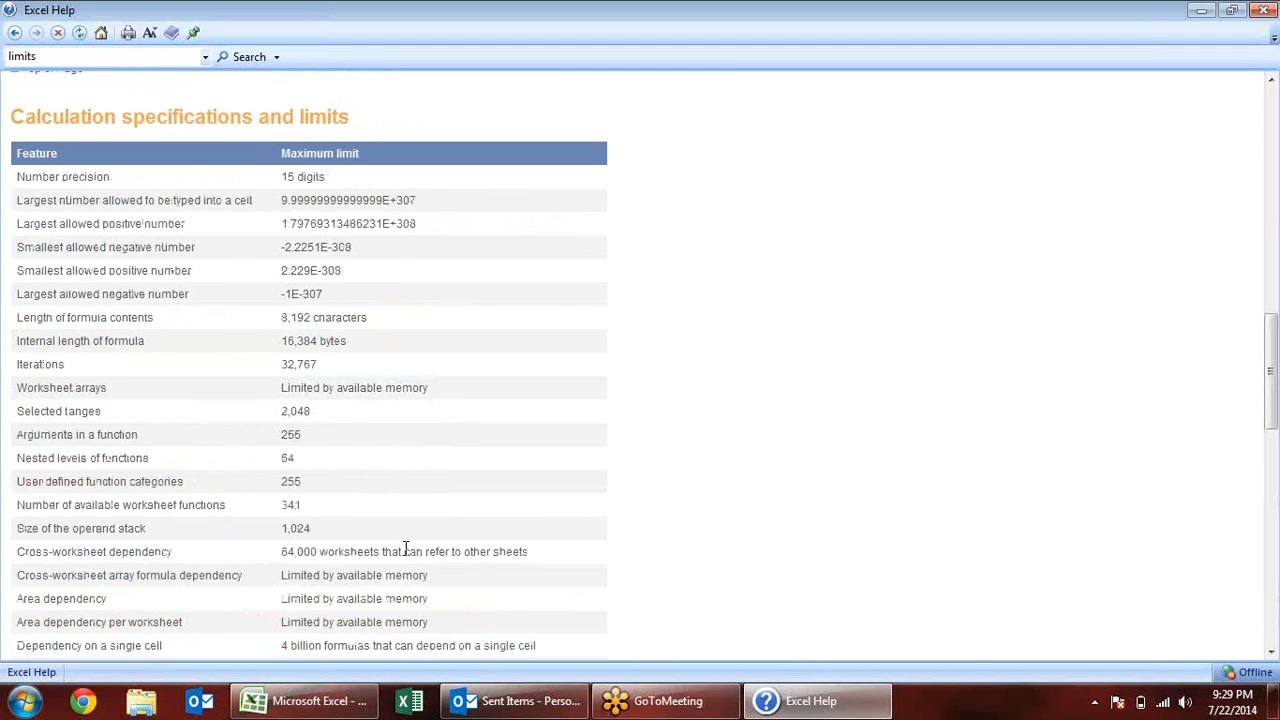 Excel Help
limits
Search
Calculation specifications and limits
Feature Maximum limit
Number precision 15 digits
Largest number allowed to be typed into a cell 9.99999999999999E+307
Largest allowed positive number 1.79769313486231E+308
Smallest allowed negative number -2.2251E-308
Smallest allowed positive number 2.229E-308
Largest allowed negative number -1E-307
Length of formula contents 8,192 characters
Internal length of formula 16,384 bytes
Iterations 32,767
Worksheet arrays Limited by available memory
Selected ranges 2,048
Arguments in a function 255
Nested levels of functions 64
User defined function categories 255
Number of available worksheet functions 341
Size of the operand stack 1,024
Cross-worksheet dependency 64,000 worksheets that can refer to other sheets
Cross-worksheet array formula dependency Limited by available memory
Area dependency Limited by available memory
Area dependency per worksheet Limited by available memory
Dependency on a single cell 4 billion formulas that can depend on a single cell
Excel Help Offline
Microsoft Excel - ... Sent Items - Perso... GoToMeeting Excel Help 9:29 PM
7/22/2014